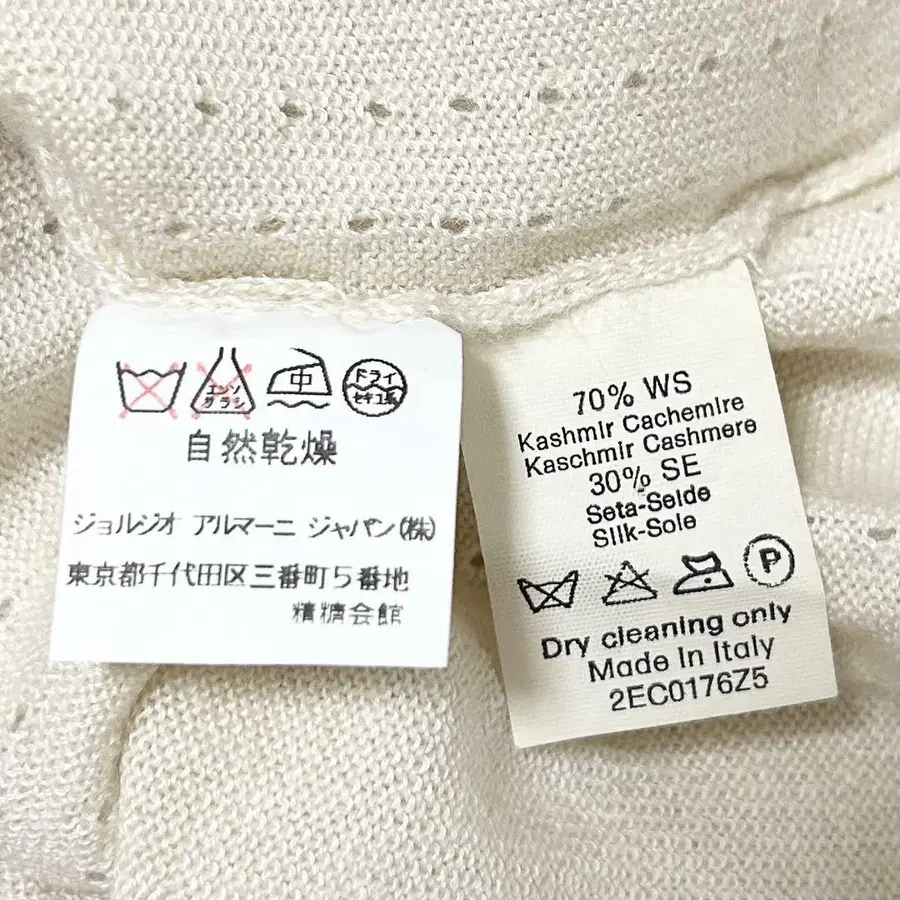 エンソ
サラシ
中
ドライ
セキユ系
自然乾燥
ジョルジオ アルマーニ ジャパン(株)
東京都千代田区三番町5番地
精糖会館
70% WS
Kashmir Cachemire
Kaschmir Cashmere
30% SE
Seta-Seide
Silk-Soie
P
Dry cleaning only
Made in Italy
2EC0176Z5